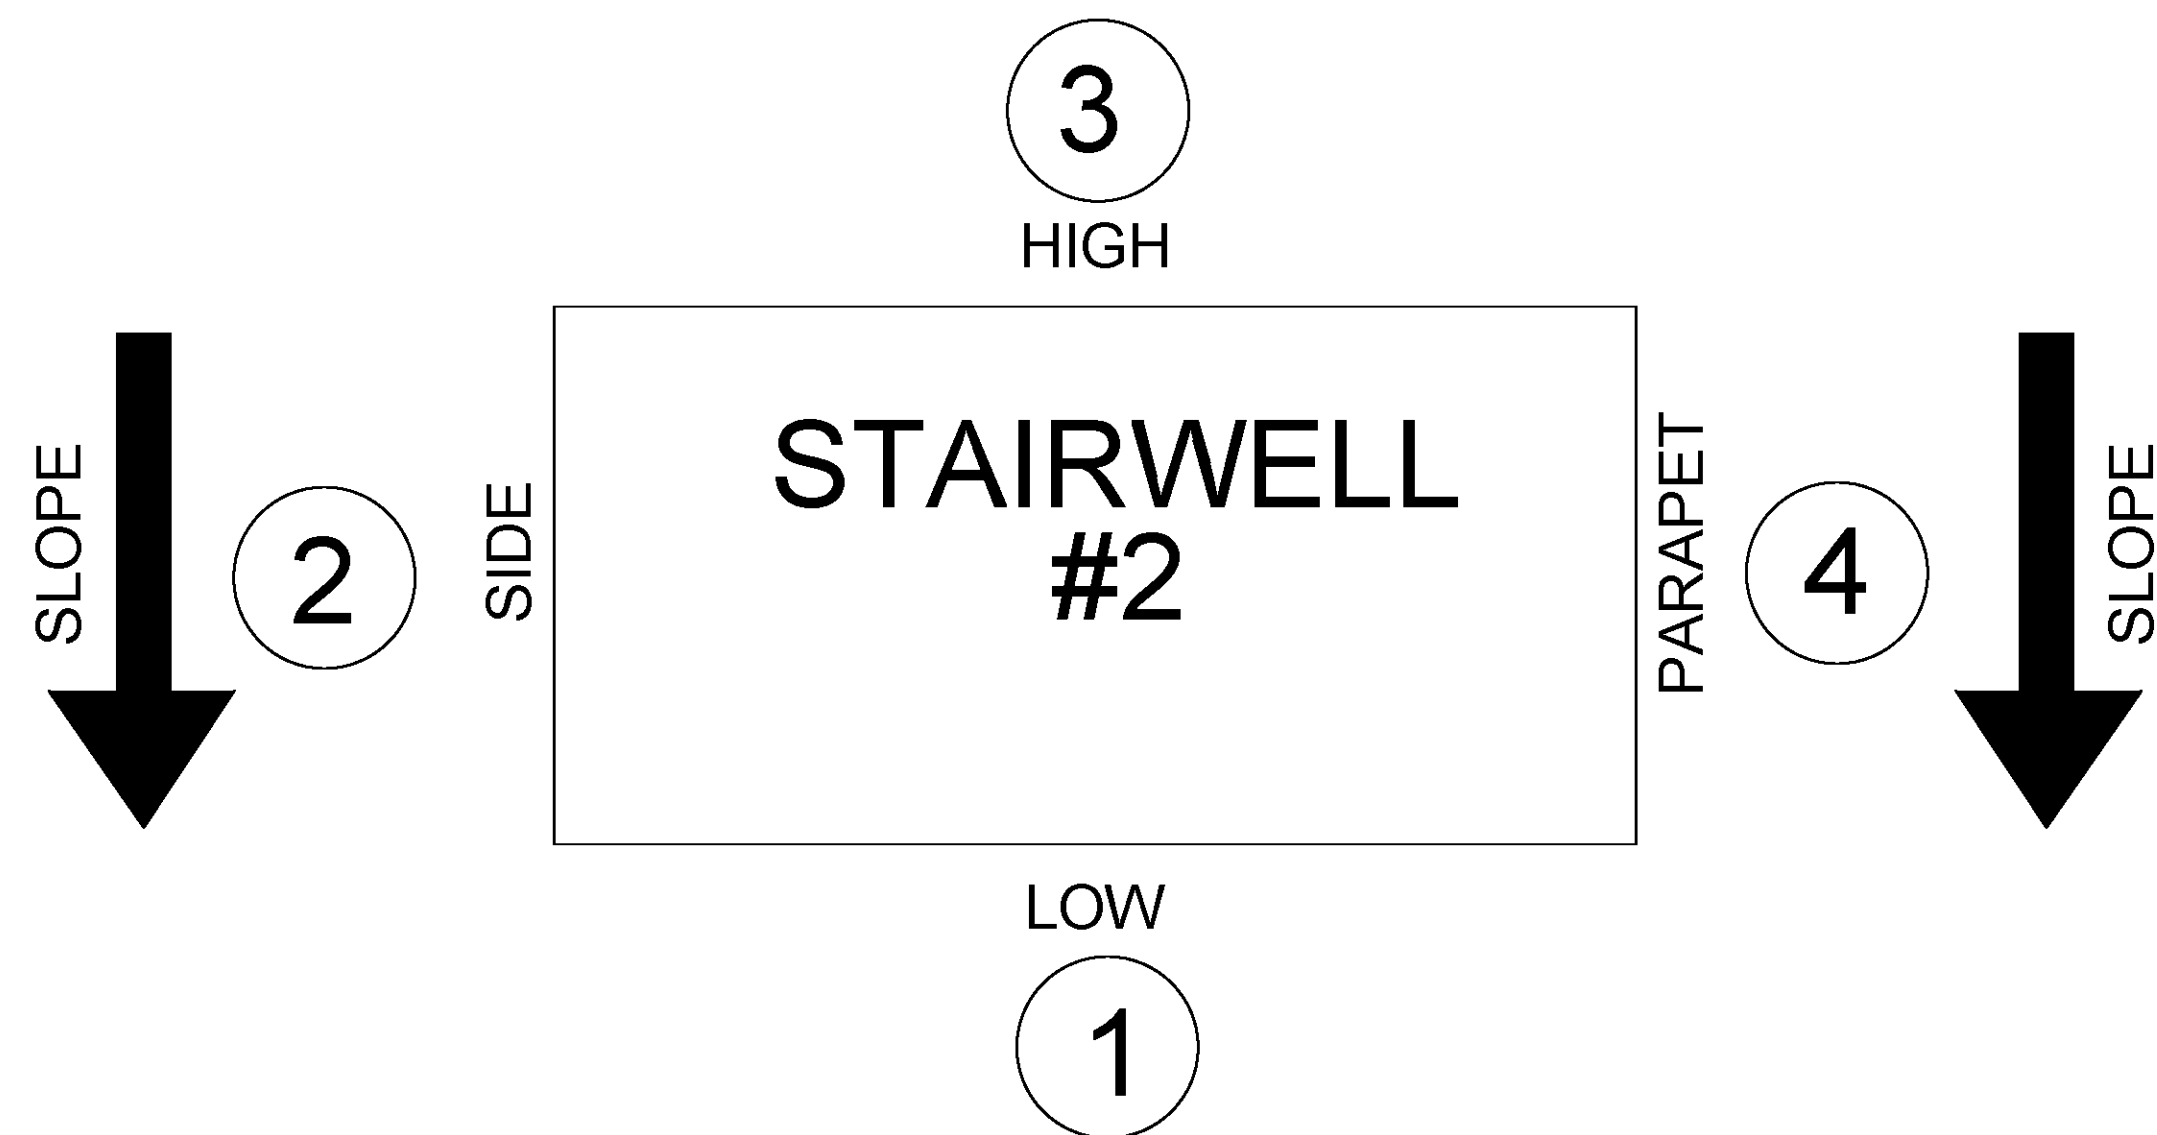 3
HIGH
SLOPE
2
SIDE
STAIRWELL
#2
PARAPET
4
SLOPE
LOW
1